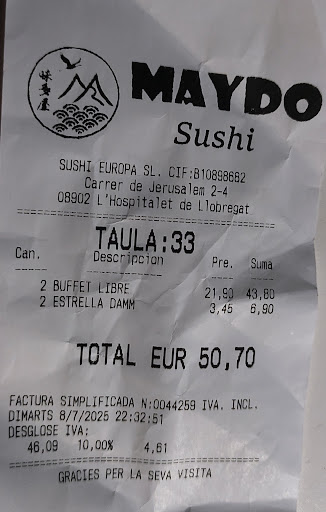 味多屋
MAYDO
Sushi
SUSHI EUROPA SL. CIF:B10898662
Carrer de Jerusalem 2-4
08902 L'Hospitalet de Llobregat
TAULA:33
Can. Descripcion Pre. Suma
2 BUFFET LIBRE 21,90 43,80
2 ESTRELLA DAMM 3,45 6,90
TOTAL EUR 50,70
FACTURA SIMPLIFICADA N:0044259 IVA. INCL.
DIMARTS 8/7/2025 22:32:51
DESGLOSE IVA:
46,09 10,00% 4,61
GRACIES PER LA SEVA VISITA